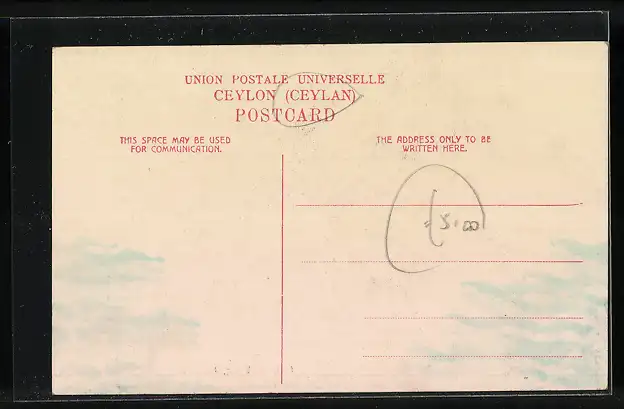 UNION POSTALE UNIVERSELLE
CEYLON (CEYLAN)
POSTCARD
THIS SPACE MAY BE USED
FOR COMMUNICATION.
THE ADDRESS ONLY TO BE
WRITTEN HERE.
5.00